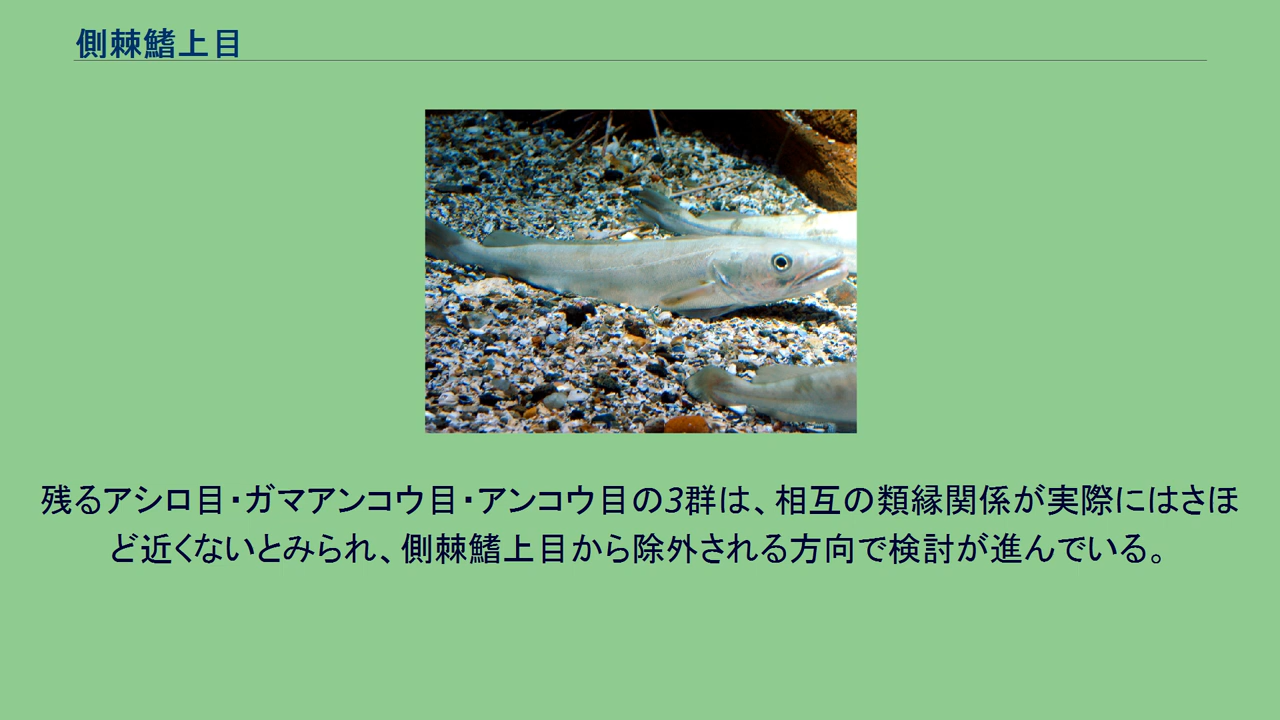 側棘鰭上目
残るアシロ目・ガマアンコウ目・アンコウ目の3群は、相互の類縁関係が実際にはさほ
ど近くないとみられ、側棘鰭上目から除外される方向で検討が進んでいる。